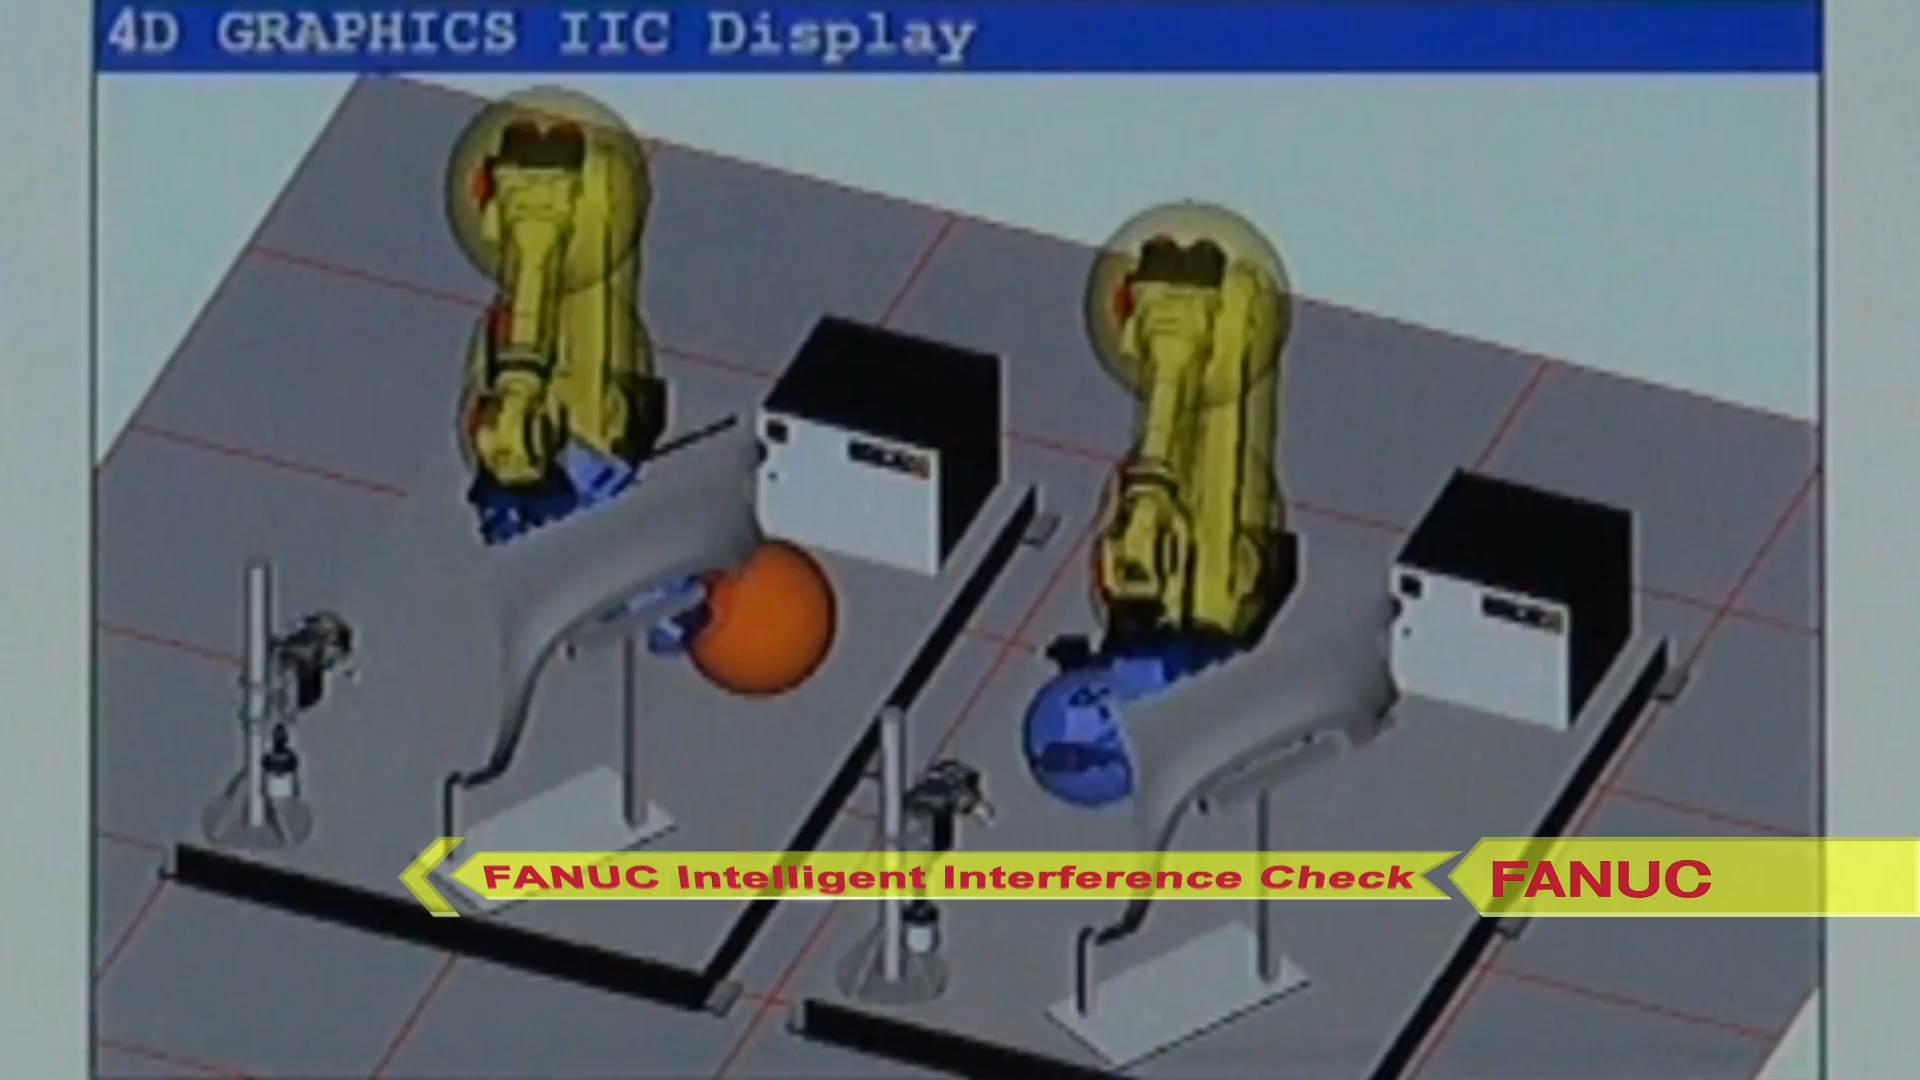 4D GRAPHICS IIC Display
FANUC Intelligent Interference Check
FANUC